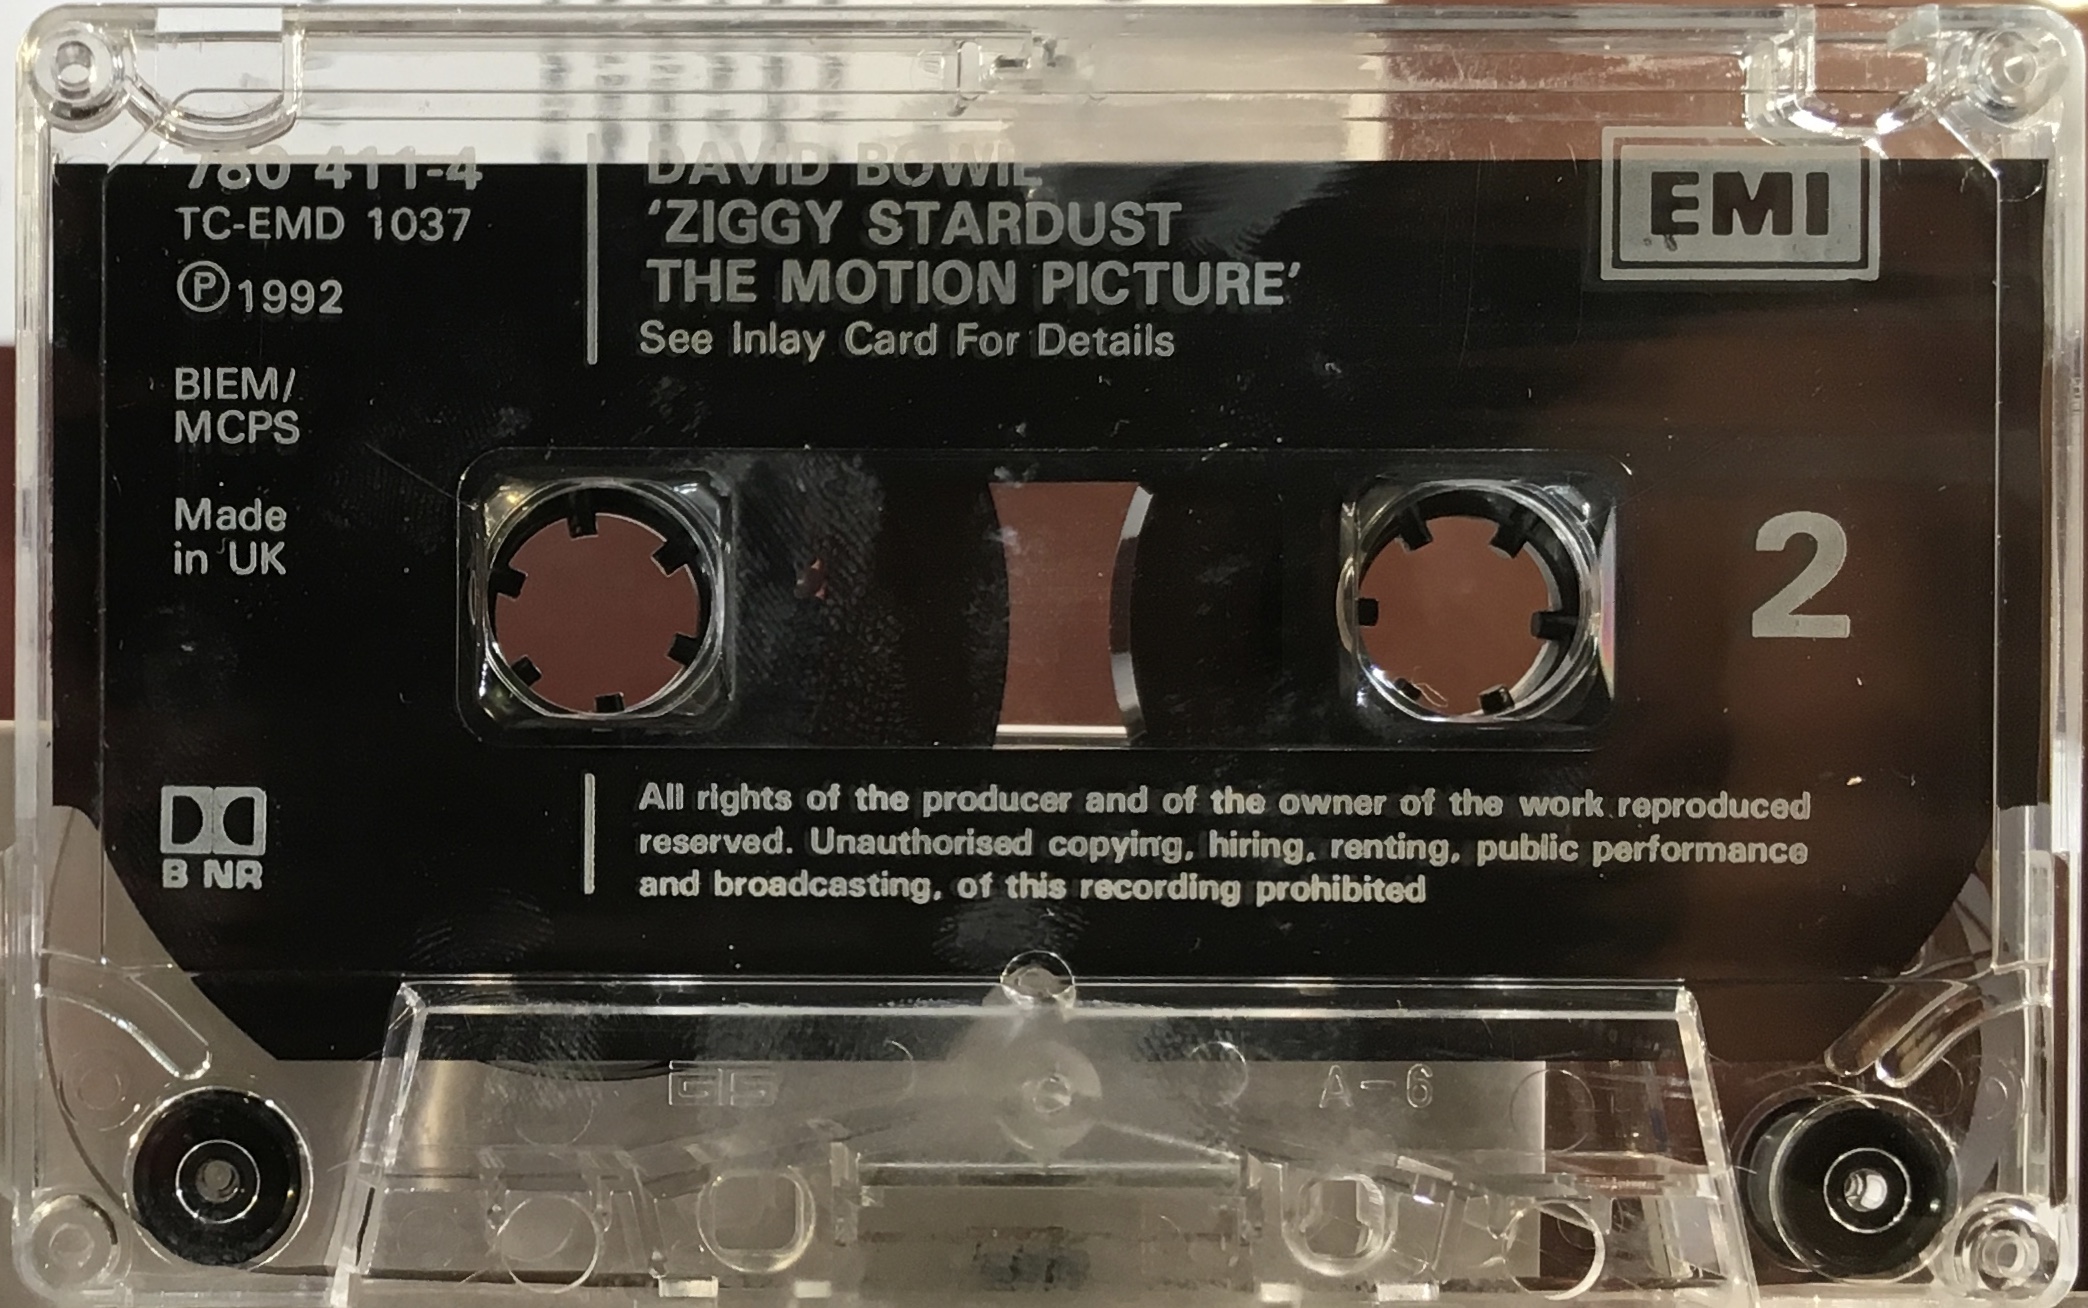 780 411-4
TC-EMD 1037
Ⓟ1992
BIEM/
MCPS
Made
in UK
B NR
DAVID BOWIE
'ZIGGY STARDUST
THE MOTION PICTURE'
See Inlay Card For Details
EMI
2
All rights of the producer and of the owner of the work reproduced
reserved. Unauthorised copying, hiring, renting, public performance
and broadcasting, of this recording prohibited
A-6